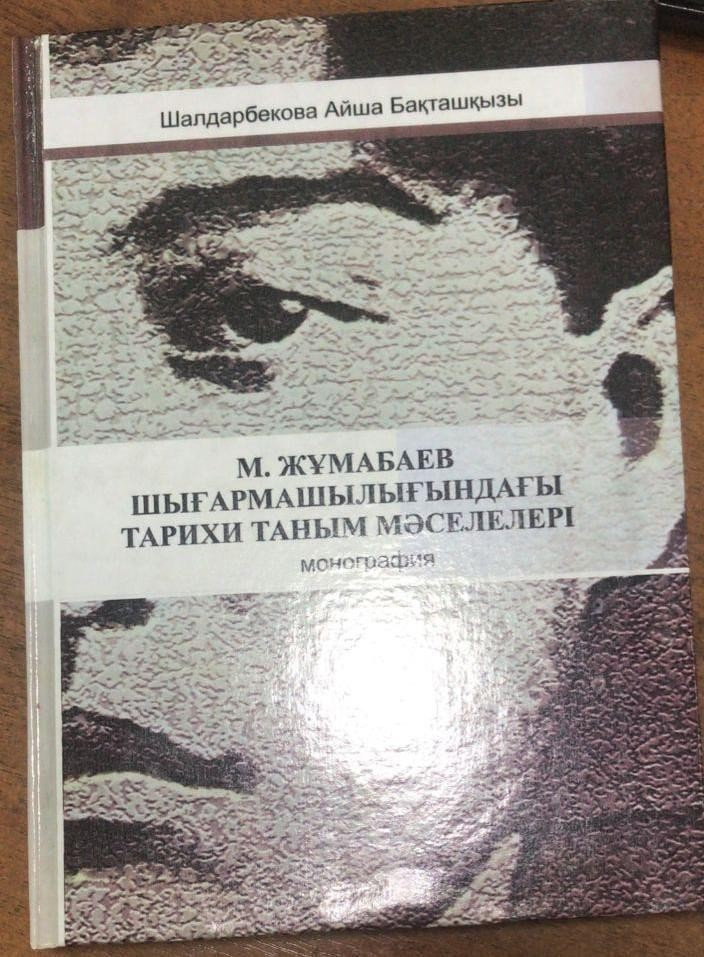 Шалдарбекова Айша Бақташқызы
М. ЖҰМАБАЕВ
ШЫҒАРМАШЫЛЫҒЫНДАҒЫ
ТАРИХИ ТАНЫМ МӘСЕЛЕЛЕРІ
монография